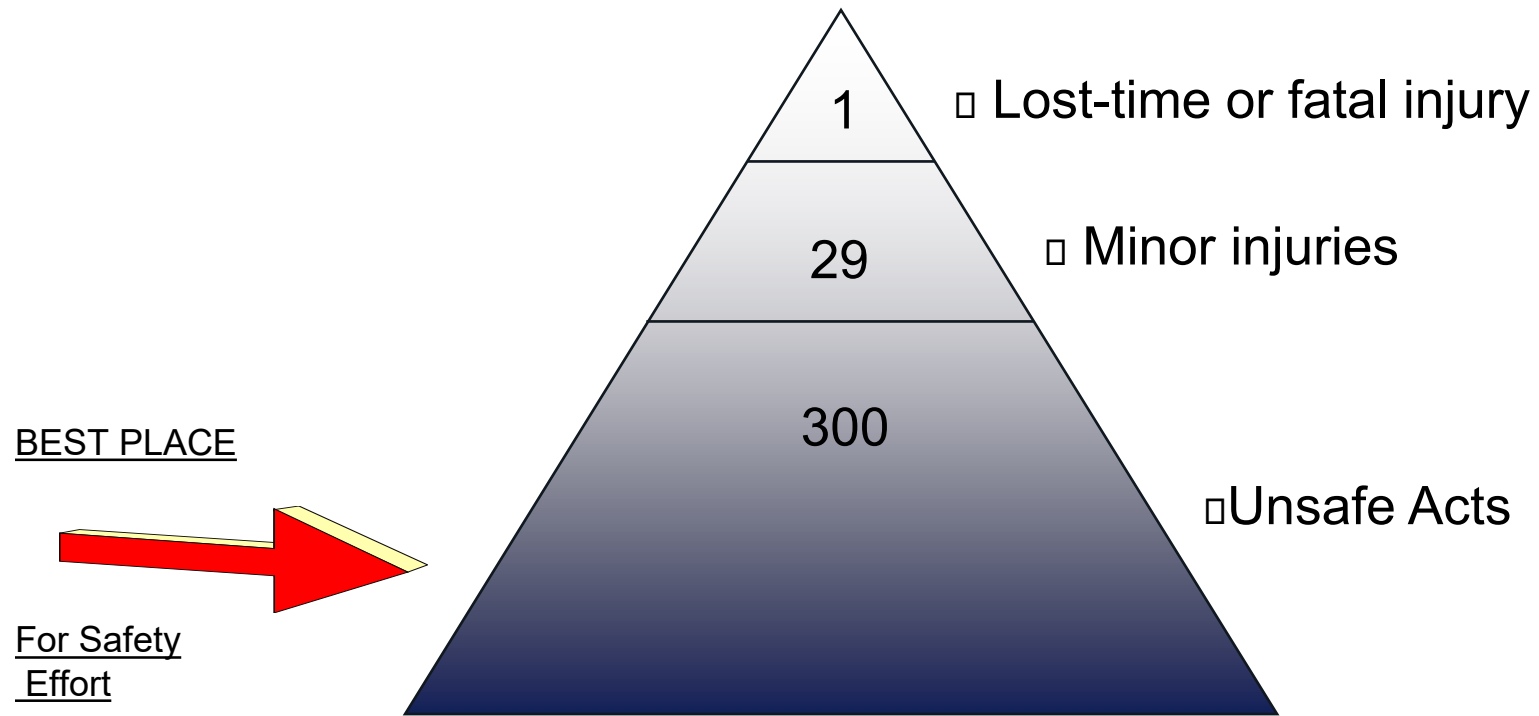 1
▯ Lost-time or fatal injury
29
▯ Minor injuries
300
BEST PLACE
▯Unsafe Acts
For Safety
Effort